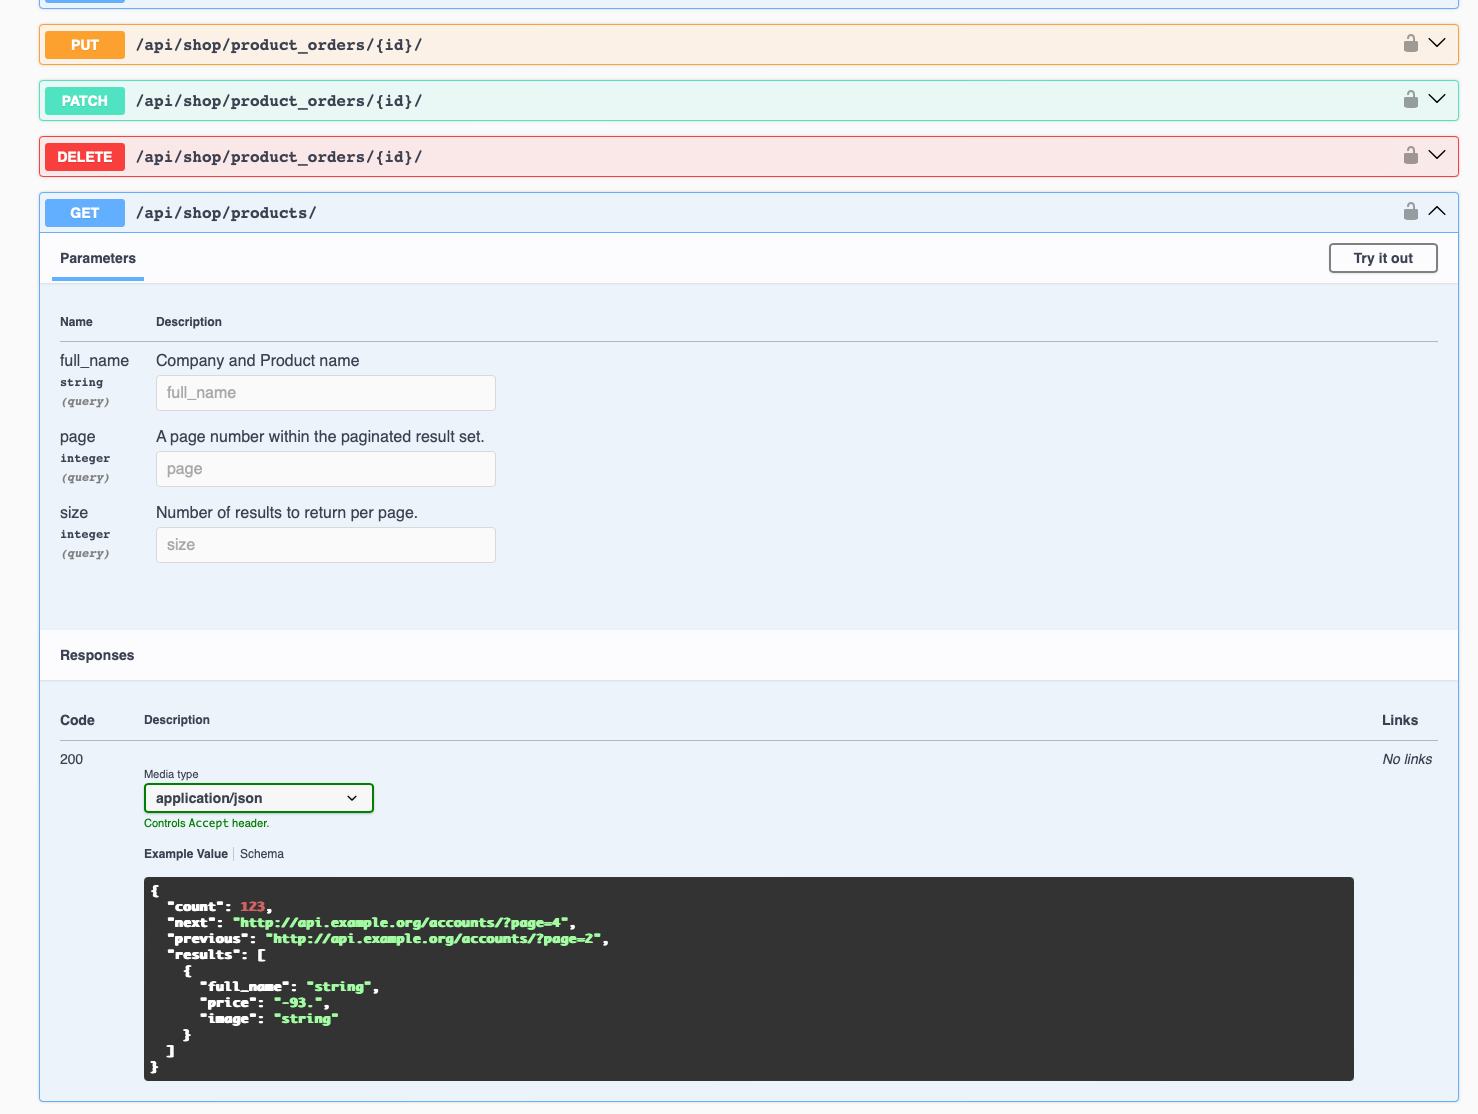 PUT /api/shop/product_orders/{id}/
PATCH /api/shop/product_orders/{id}/
DELETE /api/shop/product_orders/{id}/
GET /api/shop/products/
Parameters
Try it out
Name Description
full_name Company and Product name
string
(query)
full_name
page A page number within the paginated result set.
integer
(query)
page
size Number of results to return per page.
integer
(query)
size
Responses
Code Description Links
200 No links
Media type
application/json
Controls Accept header.
Example Value Schema
{
  "count": 123,
  "next": "http://api.example.org/accounts/?page=4",
  "previous": "http://api.example.org/accounts/?page=2",
  "results": [
    {
      "full_name": "string",
      "price": "-93.",
      "image": "string"
    }
  ]
}